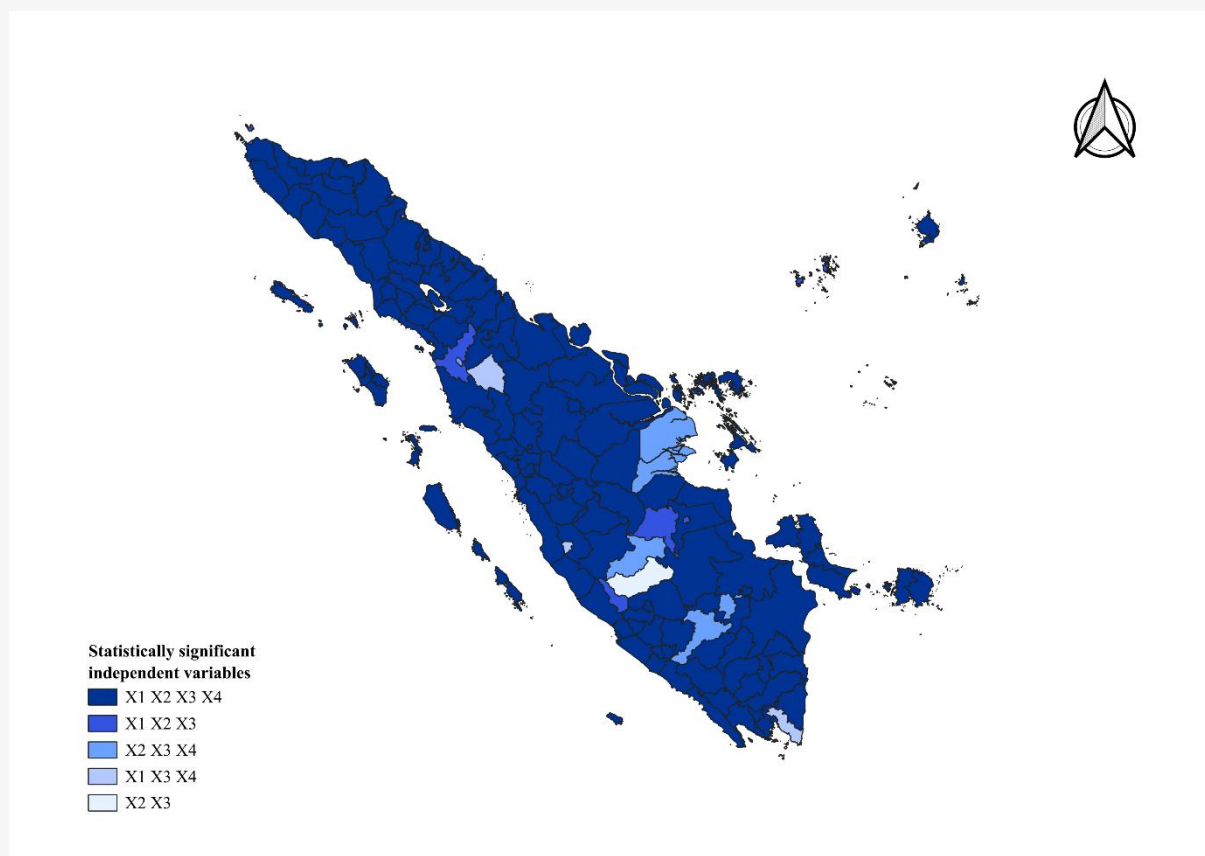 Statistically significant
independent variables
X1 X2 X3 X4
X1 X2 X3
X2 X3 X4
X1 X3 X4
X2 X3